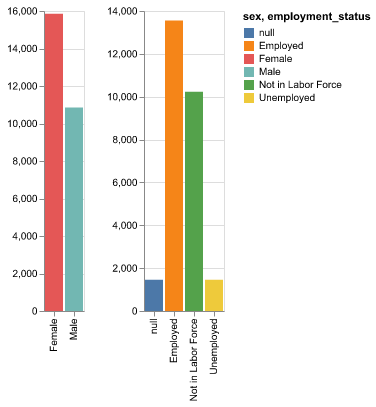 16,000
14,000
12,000
10,000
8,000
6,000
4,000
2,000
0
Female
Male
14,000
12,000
10,000
8,000
6,000
4,000
2,000
0
null
Employed
Not in Labor Force
Unemployed
sex, employment_status
null
Employed
Female
Male
Not in Labor Force
Unemployed